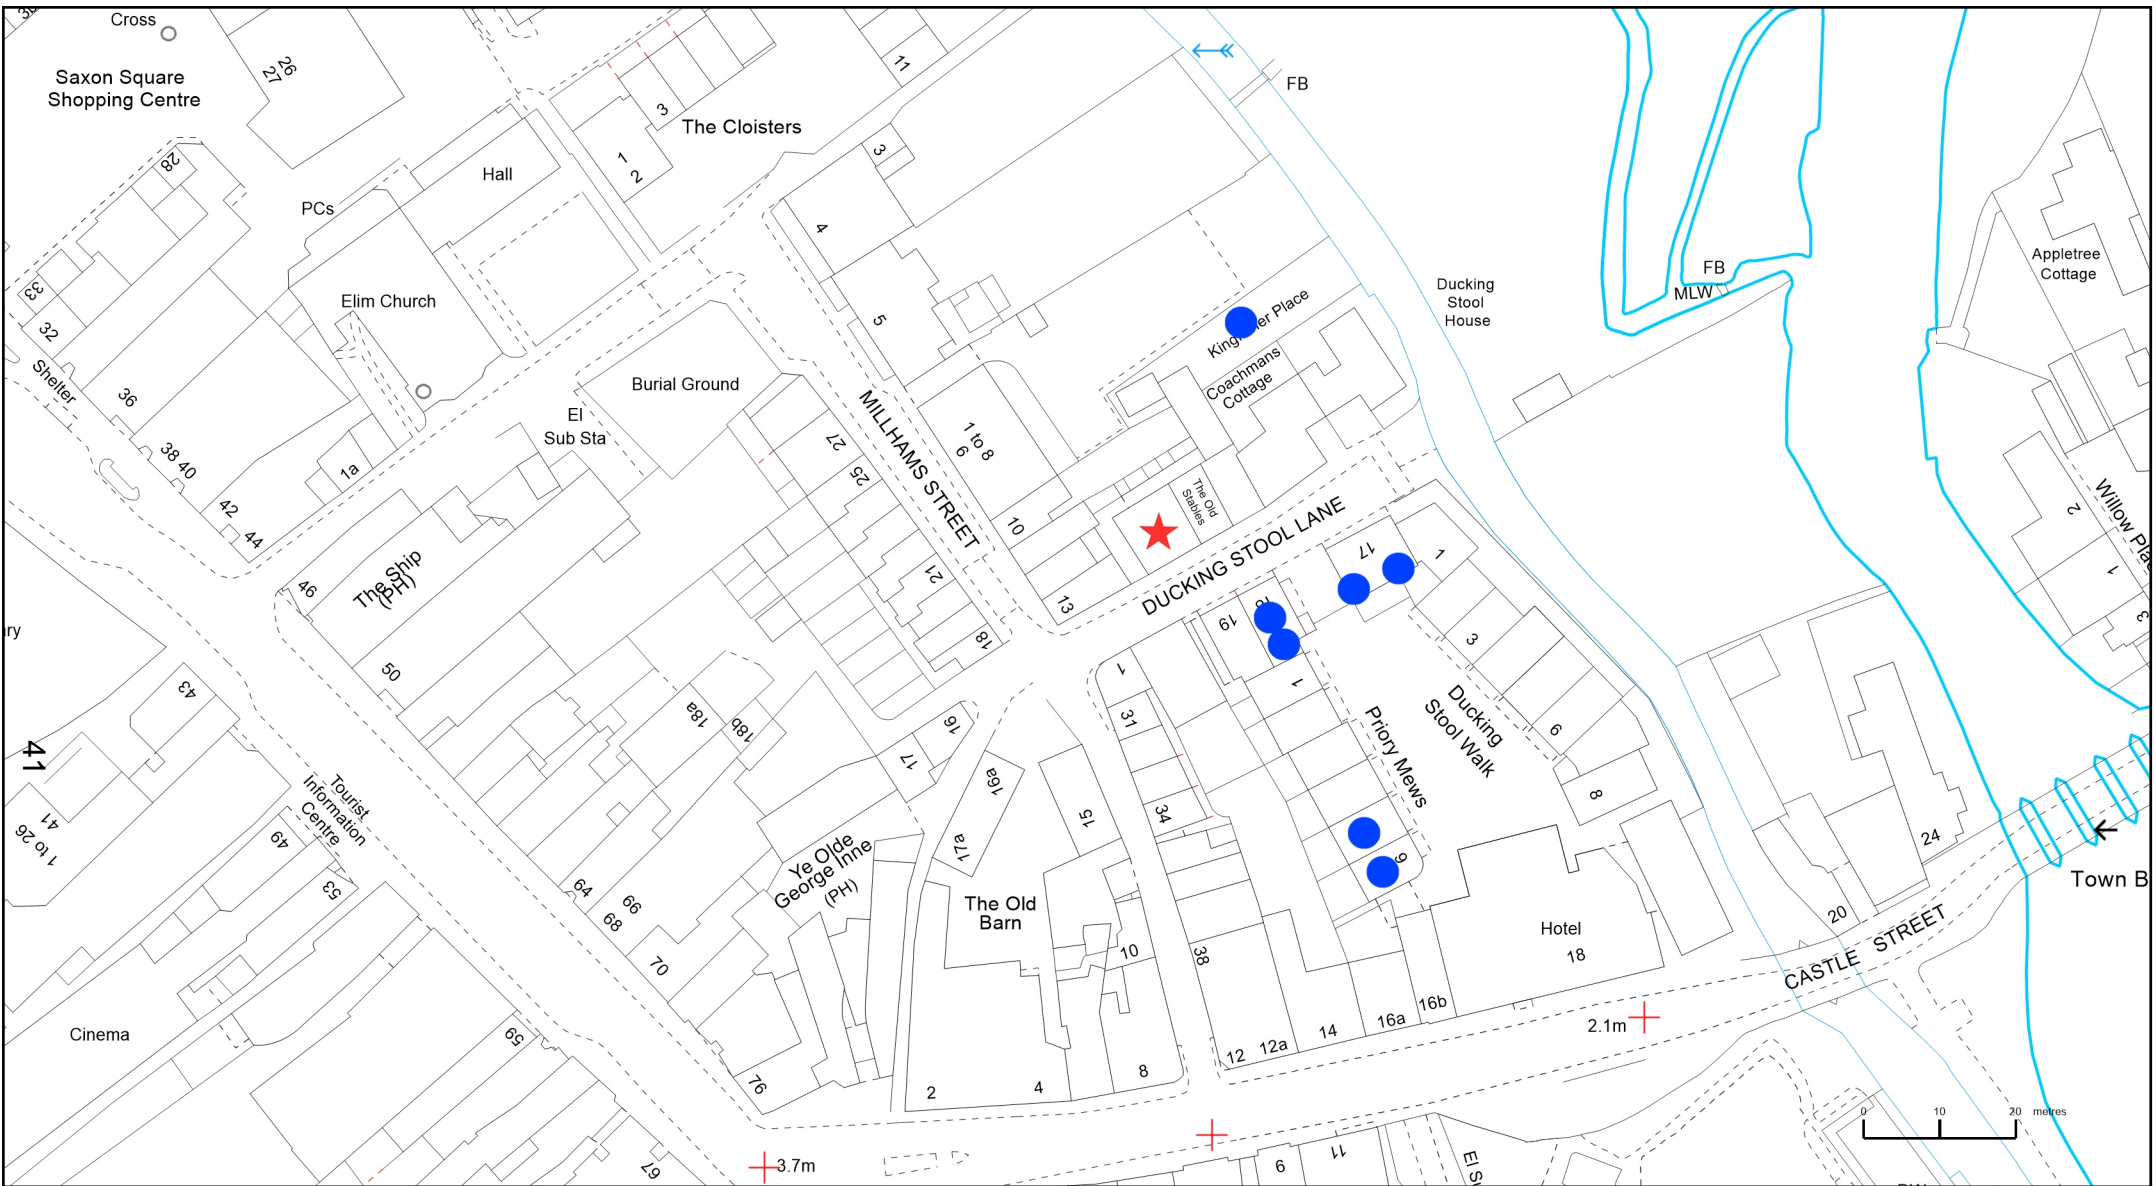 Cross
Saxon Square
Shopping Centre
26
27
28
PCs
Hall
The Cloisters
1
2
3
11
3
4
5
FB
33
32
Shelter
36
38 40
42
44
1a
Elim Church
El
Sub Sta
Burial Ground
27
25
21
18
MILLHAMS STREET
1 to 8
6
10
13
Kingfisher Place
Coachmans
Cottage
The Old
Stables
DUCKING STOOL LANE
Ducking
Stool
House
FB
MLW
Appletree
Cottage
2
1
3
46
The Ship
(PH)
50
43
41
41
1 to 26
Tourist
Information
Centre
49
53
18a
18b
16
17
16a
17a
15
64
66
68
70
76
Ye Olde
George Inne
(PH)
The Old
Barn
1
31
34
38
19
17
1
1
3
6
8
9
Priory Mews
Ducking
Stool Walk
10
2
4
8
12
12a
14
16a
16b
Hotel
18
20
24
CASTLE STREET
2.1m
3.7m
Cinema
59
67
9
11
0 10 20 metres